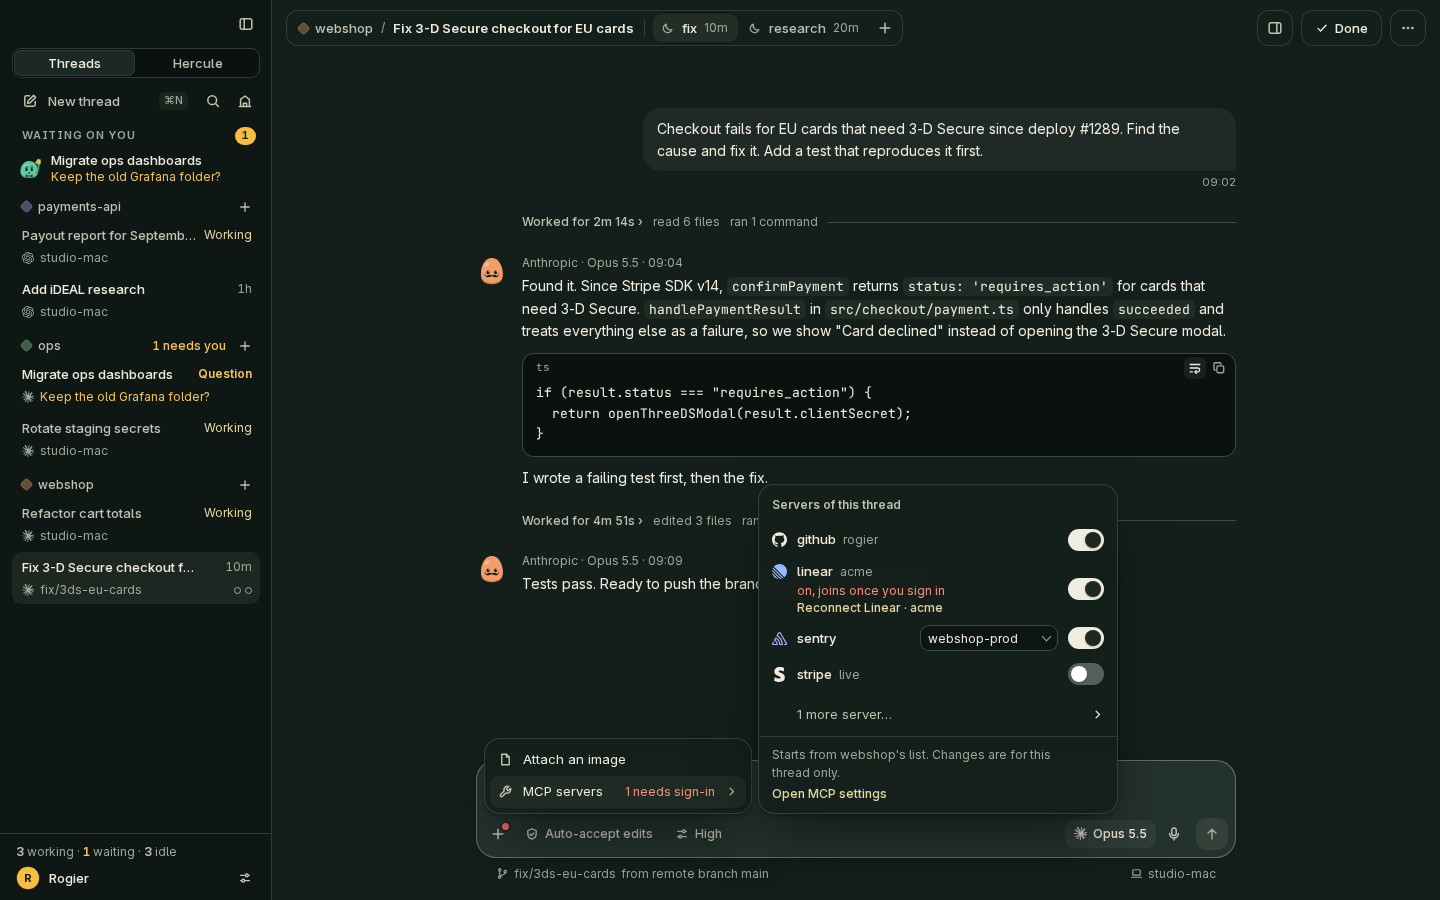 Threads
Hercule
New thread
⌘N
WAITING ON YOU
1
Migrate ops dashboards
Keep the old Grafana folder?
payments-api
Payout report for Septemb…
Working
studio-mac
Add iDEAL research
1h
studio-mac
ops
1 needs you
Migrate ops dashboards
Question
Keep the old Grafana folder?
Rotate staging secrets
Working
studio-mac
webshop
Refactor cart totals
Working
studio-mac
Fix 3-D Secure checkout f…
10m
fix/3ds-eu-cards
3 working · 1 waiting · 3 idle
R
Rogier
webshop / Fix 3-D Secure checkout for EU cards
fix 10m
research 20m
Done
Checkout fails for EU cards that need 3-D Secure since deploy #1289. Find the
cause and fix it. Add a test that reproduces it first.
09:02
Worked for 2m 14s › read 6 files ran 1 command
Anthropic · Opus 5.5 · 09:04
Found it. Since Stripe SDK v14, confirmPayment returns status: 'requires_action' for cards that
need 3-D Secure. handlePaymentResult in src/checkout/payment.ts only handles succeeded and
treats everything else as a failure, so we show "Card declined" instead of opening the 3-D Secure modal.
ts
if (result.status === "requires_action") {
return openThreeDSModal(result.clientSecret);
}
I wrote a failing test first, then the fix.
Worked for 4m 51s › edited 3 files ran
Anthropic · Opus 5.5 · 09:09
Tests pass. Ready to push the branc
Servers of this thread
github rogier
linear acme
on, joins once you sign in
Reconnect Linear · acme
sentry
webshop-prod
stripe live
1 more server…
Starts from webshop's list. Changes are for this
thread only.
Open MCP settings
Attach an image
MCP servers
1 needs sign-in
Auto-accept edits
High
Opus 5.5
fix/3ds-eu-cards from remote branch main
studio-mac